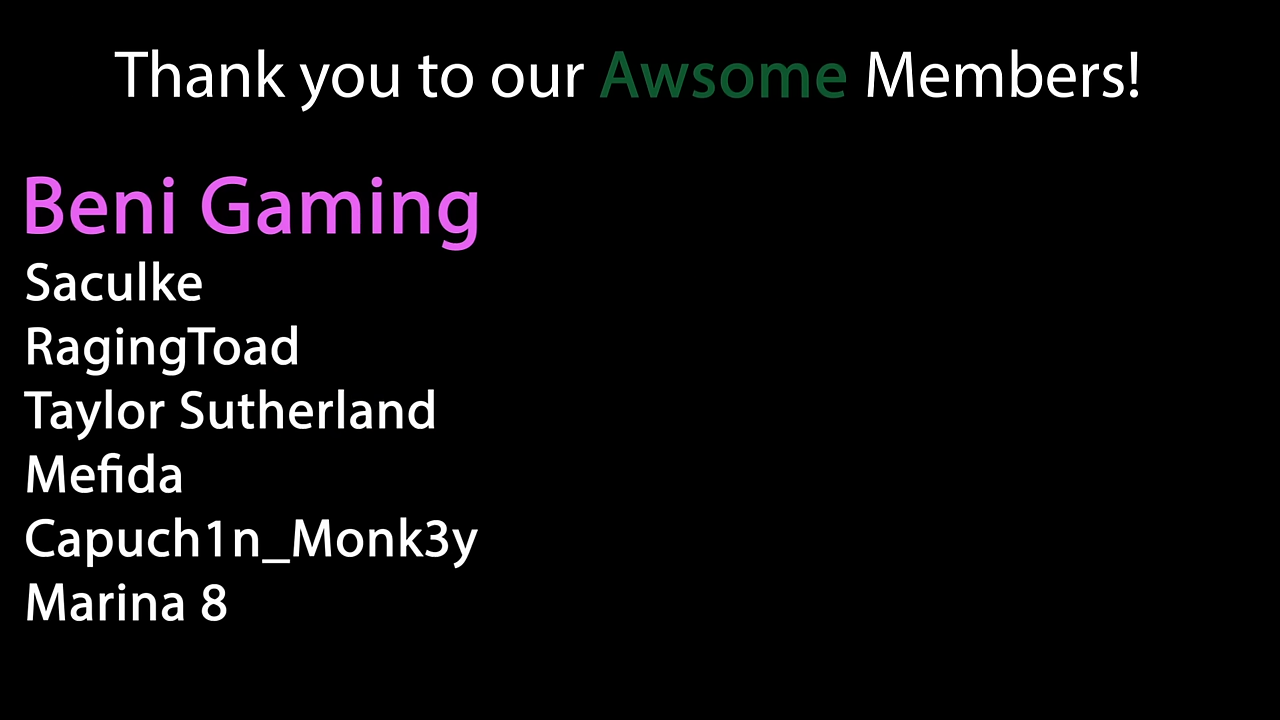 Thank you to our Awsome Members!
Beni Gaming
Saculke
RagingToad
Taylor Sutherland
Mefida
Capuch1n_Monk3y
Marina 8